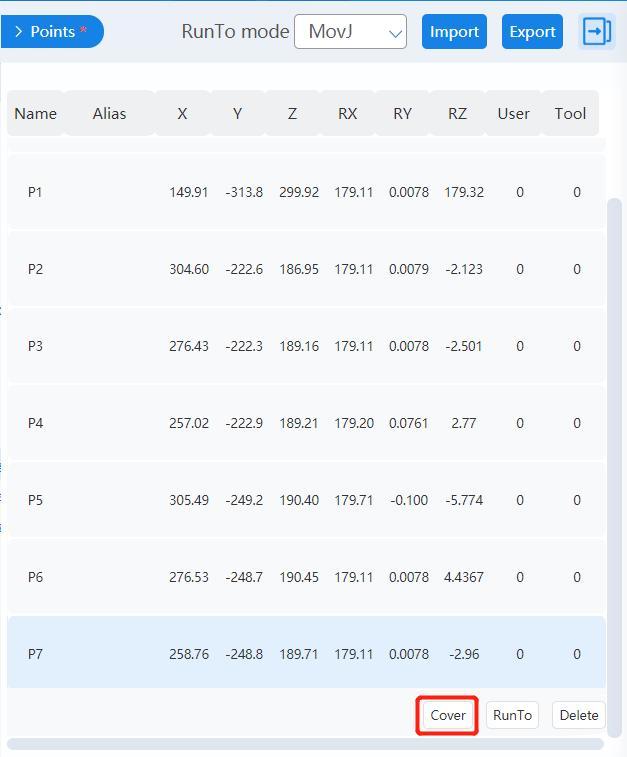 Points * RunTo mode MovJ Import Export
Name Alias X Y Z RX RY RZ User Tool
P1 149.91 -313.8 299.92 179.11 0.0078 179.32 0 0
P2 304.60 -222.6 186.95 179.11 0.0079 -2.123 0 0
P3 276.43 -222.3 189.16 179.11 0.0078 -2.501 0 0
P4 257.02 -222.9 189.21 179.20 0.0761 2.77 0 0
P5 305.49 -249.2 190.40 179.71 -0.100 -5.774 0 0
P6 276.53 -248.7 190.45 179.11 0.0078 4.4367 0 0
P7 258.76 -248.8 189.71 179.11 0.0078 -2.96 0 0
Cover RunTo Delete